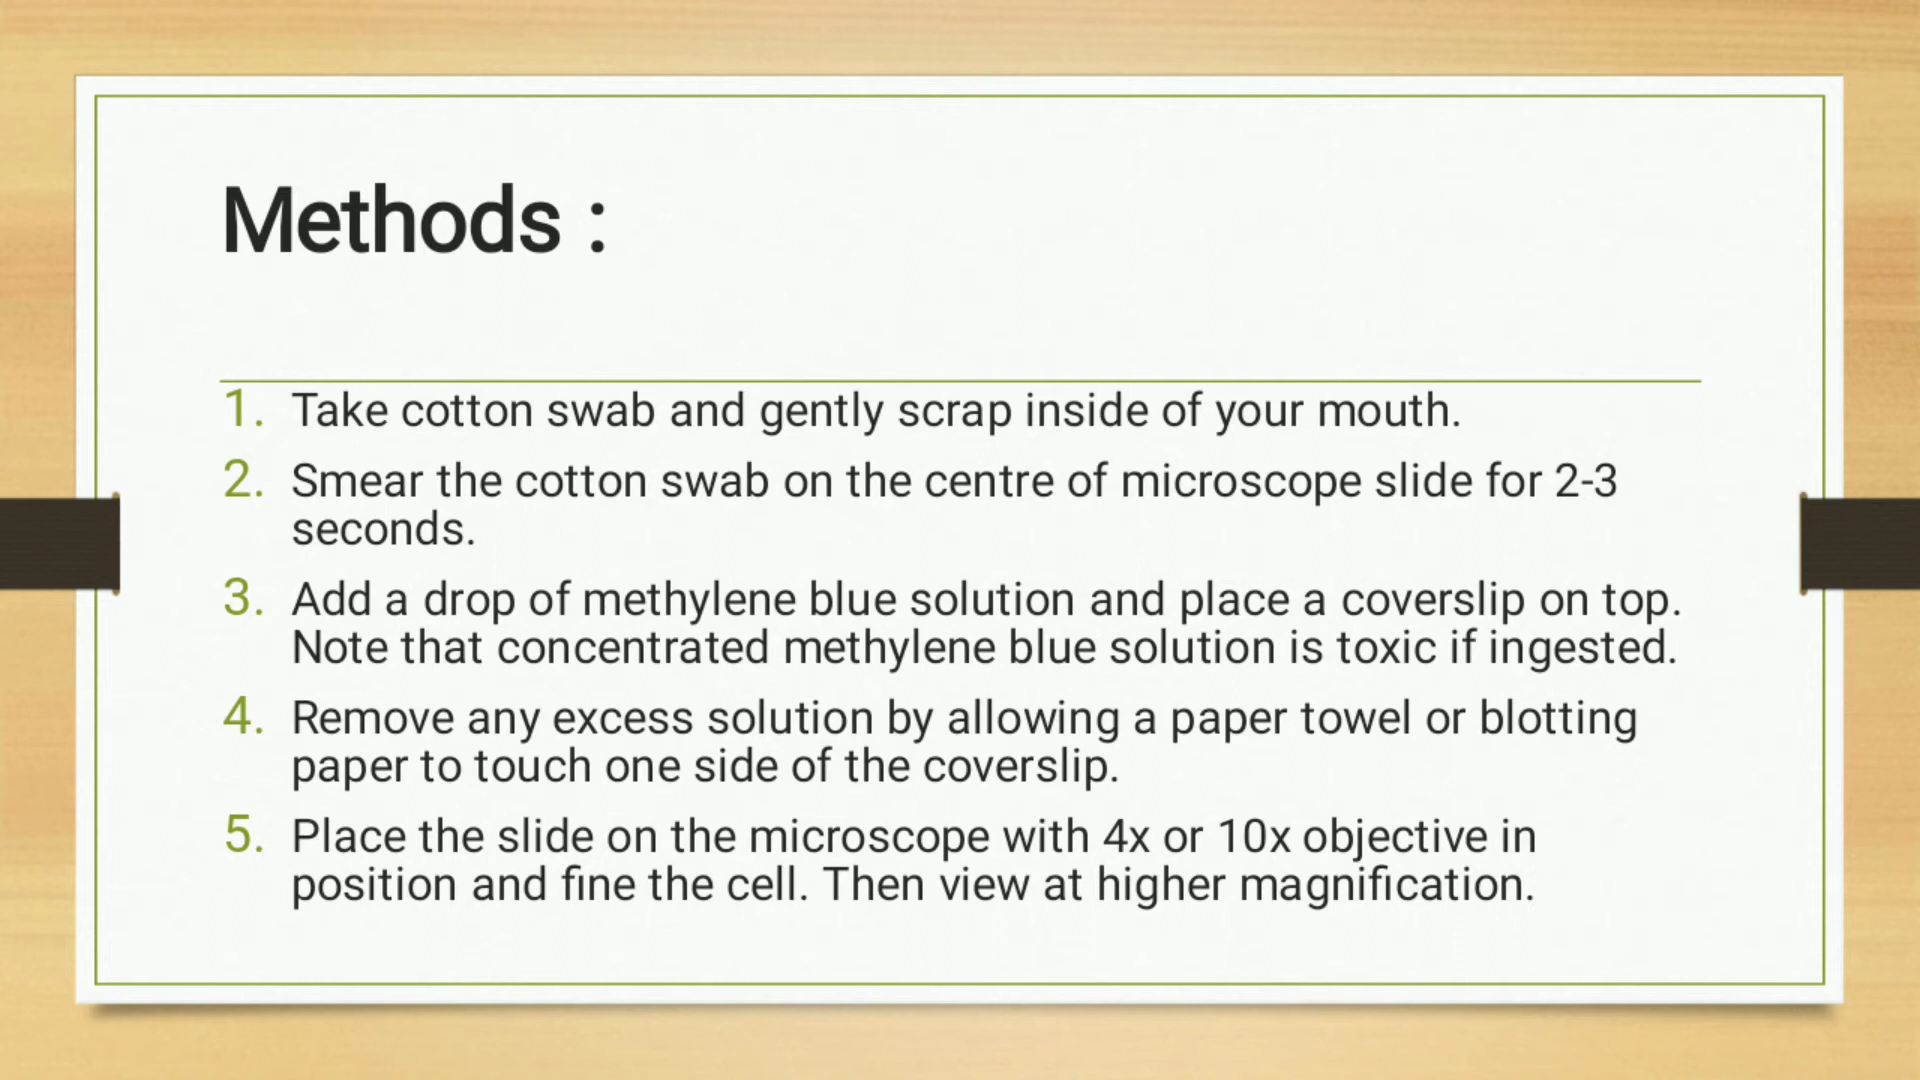 Methods :
1. Take cotton swab and gently scrap inside of your mouth.
2. Smear the cotton swab on the centre of microscope slide for 2-3
seconds.
3. Add a drop of methylene blue solution and place a coverslip on top.
Note that concentrated methylene blue solution is toxic if ingested.
4. Remove any excess solution by allowing a paper towel or blotting
paper to touch one side of the coverslip.
5. Place the slide on the microscope with 4x or 10x objective in
position and fine the cell. Then view at higher magnification.